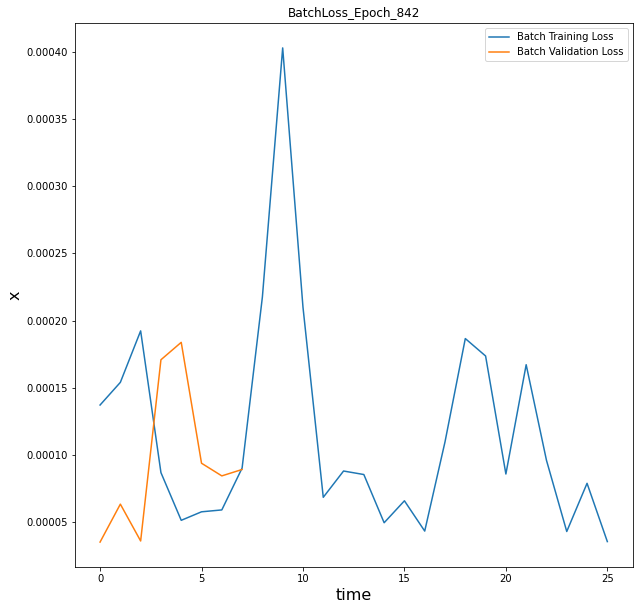 BatchLoss_Epoch_842
Batch Training Loss
Batch Validation Loss
0.00040
0.00035
0.00030
0.00025
0.00020
0.00015
0.00010
0.00005
x
0 5 10 15 20 25
time